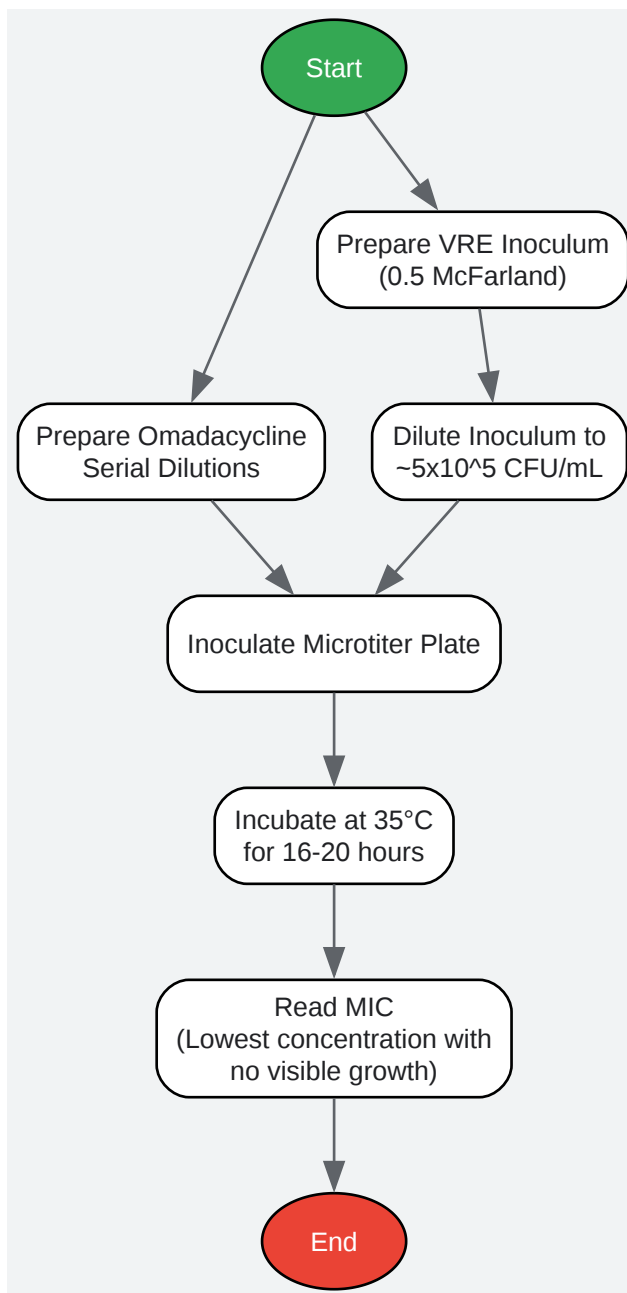 Start
Prepare VRE Inoculum
(0.5 McFarland)
Prepare Omadacycline
Serial Dilutions
Dilute Inoculum to
~5x10^5 CFU/mL
Inoculate Microtiter Plate
Incubate at 35°C
for 16-20 hours
Read MIC
(Lowest concentration with
no visible growth)
End